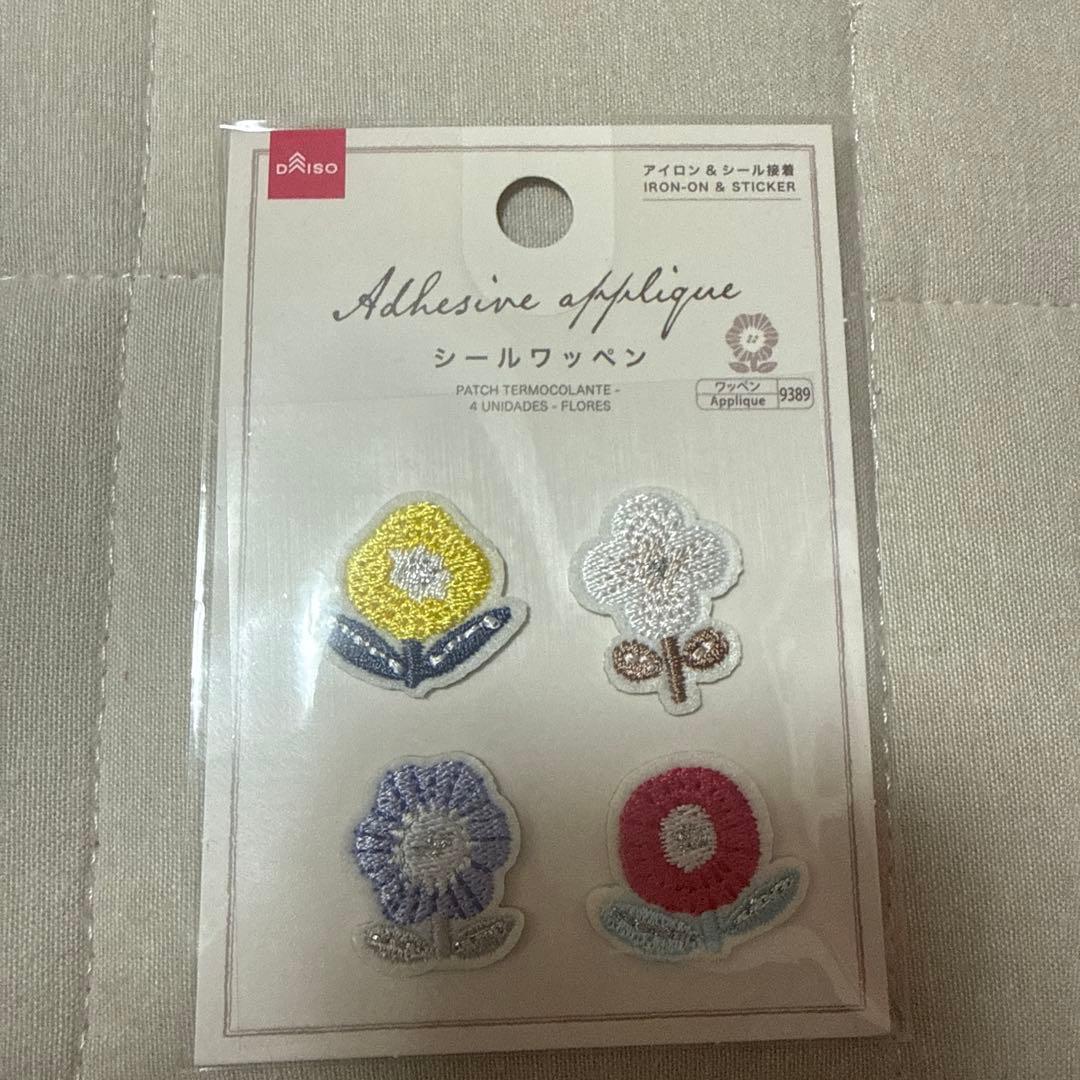 DAISO
アイロン & シール接着
IRON-ON & STICKER
Adhesive applique
シールワッペン
PATCH TERMOCOLANTE -
4 UNIDADES - FLORES
ワッペン
Applique
9389